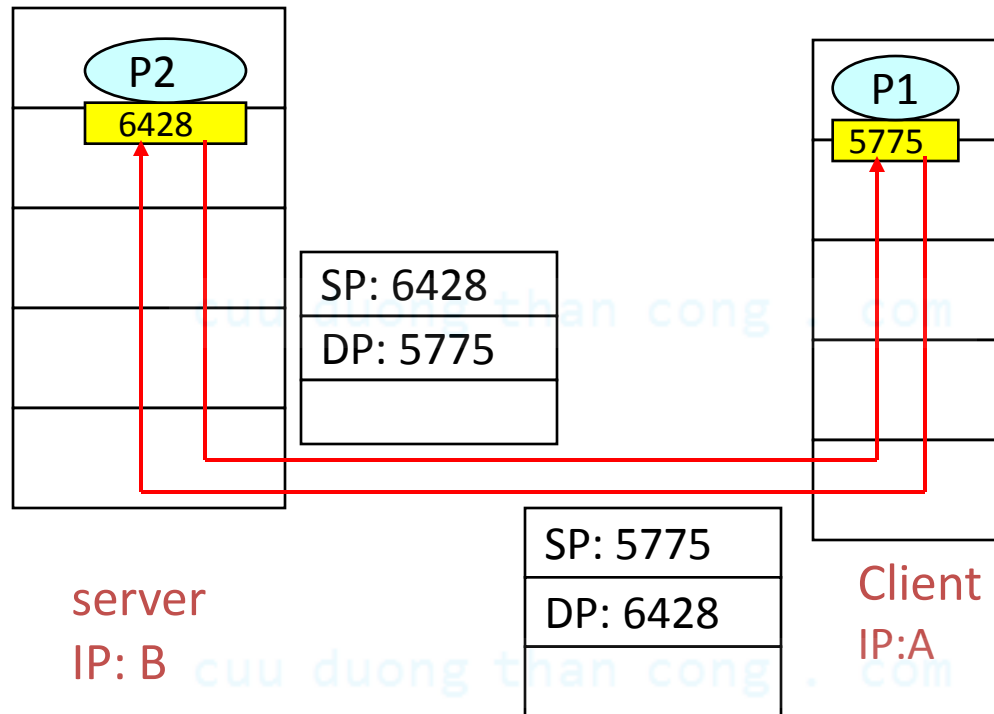 P2
6428
P1
5775
SP: 6428
DP: 5775
cuu duong than cong . com
SP: 5775
DP: 6428
server
IP: B
Client
IP:A
cuu duong than cong . com